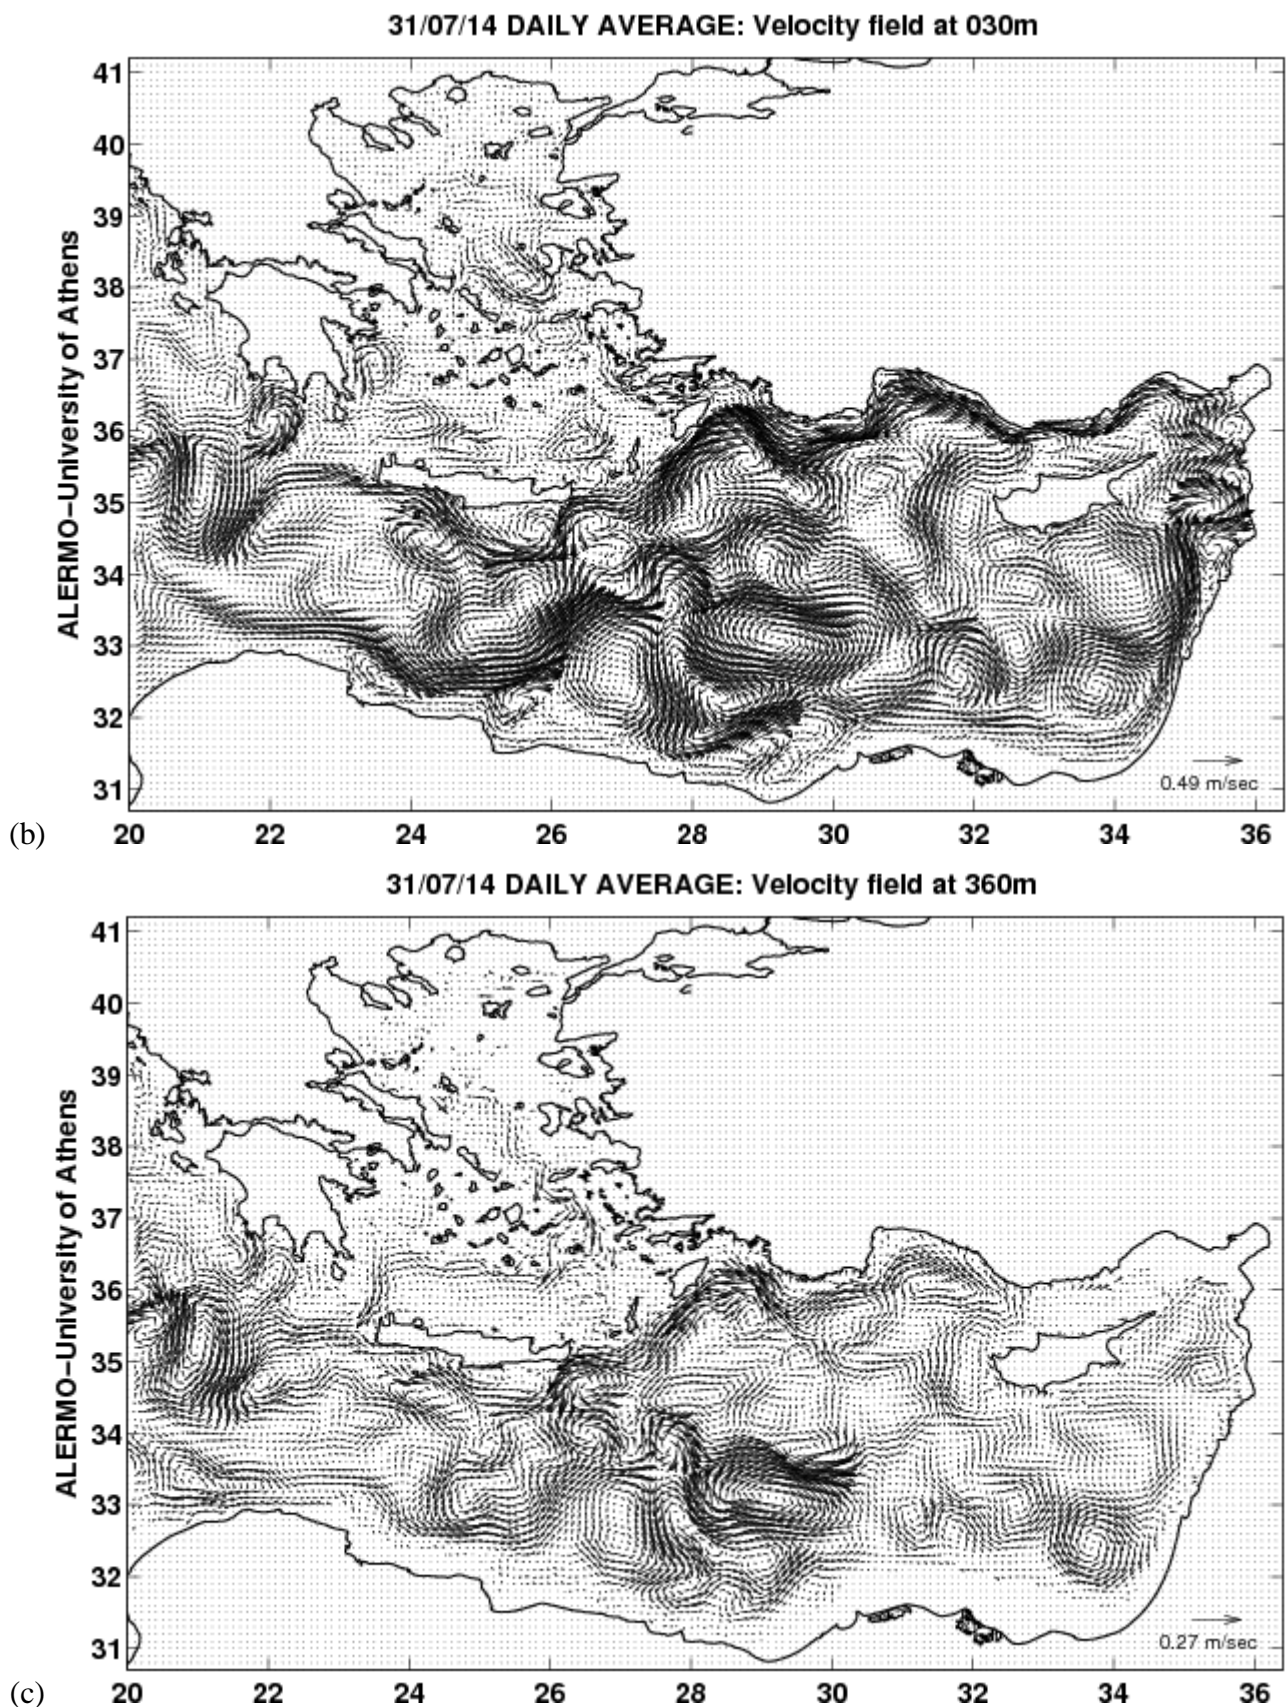 31/07/14 DAILY AVERAGE: Velocity field at 030m
ALERMO−University of Athens
41
40
39
38
37
36
35
34
33
32
31
0.49 m/sec
(b)
20 22 24 26 28 30 32 34 36
31/07/14 DAILY AVERAGE: Velocity field at 360m
ALERMO−University of Athens
41
40
39
38
37
36
35
34
33
32
31
0.27 m/sec
(c)
20 22 24 26 28 30 32 34 36